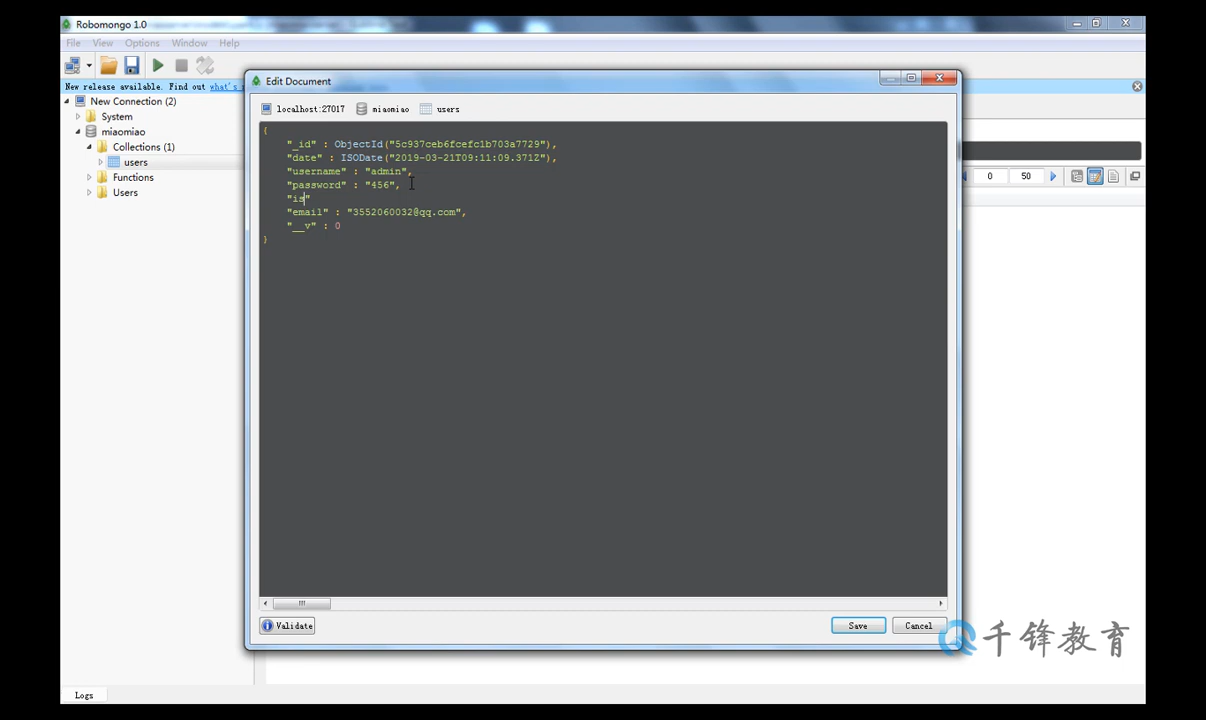 Robomongo 1.0
File View Options Window Help
New release available. Find out what's
New Connection (2)
System
miaomiao
Collections (1)
users
Functions
Users
0 50
Edit Document
localhost:27017 miaomiao users
{
"_id" : ObjectId("5c937ceb6fcefc1b703a7729"),
"date" : ISODate("2019-03-21T09:11:09.371Z"),
"username" : "admin",
"password" : "456",
"is"
"email" : "3552060032@qq.com",
"__v" : 0
}
Validate Save Cancel
千锋教育
Logs